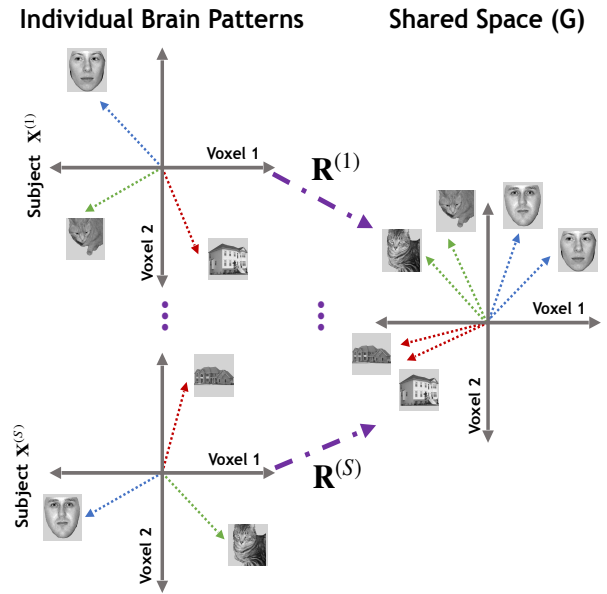 Individual Brain Patterns
Shared Space (G)
Subject X^(1)
Voxel 1
Voxel 2
R^(1)
Voxel 1
Voxel 2
Subject X^(S)
Voxel 1
Voxel 2
R^(S)